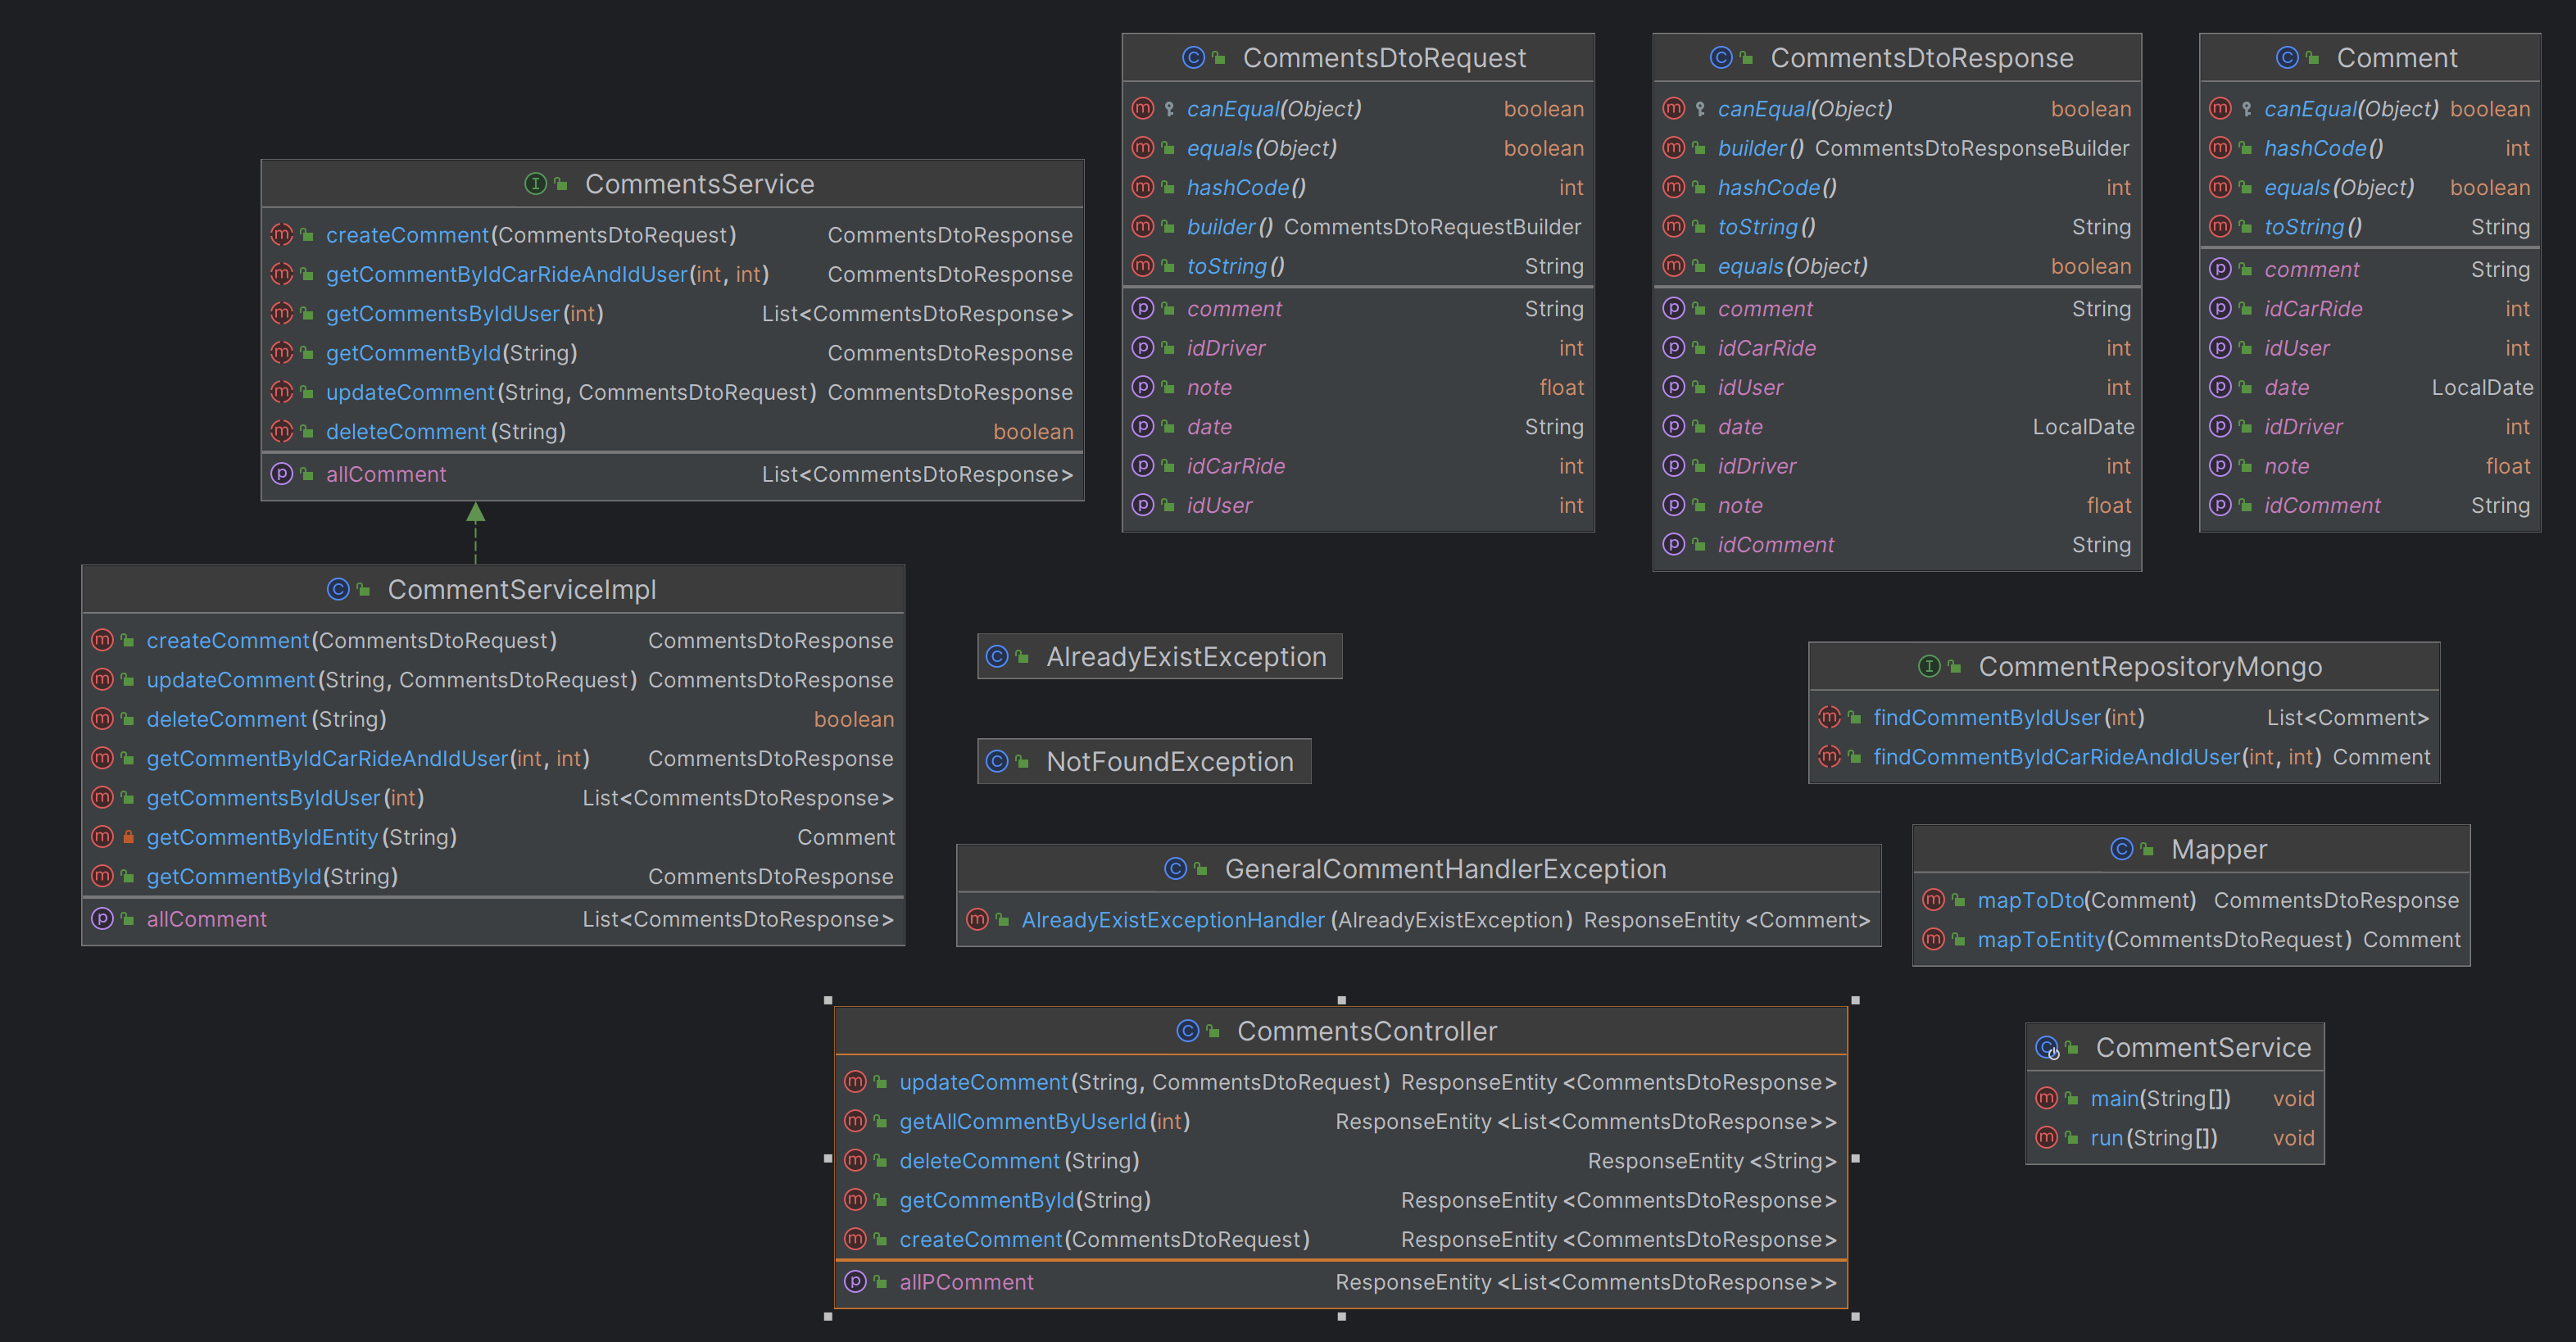 CommentsService
createComment(CommentsDtoRequest) CommentsDtoResponse
getCommentByIdCarRideAndIdUser(int, int) CommentsDtoResponse
getCommentsByIdUser(int) List<CommentsDtoResponse>
getCommentById(String) CommentsDtoResponse
updateComment(String, CommentsDtoRequest) CommentsDtoResponse
deleteComment(String) boolean
allComment List<CommentsDtoResponse>
CommentsDtoRequest
canEqual(Object) boolean
equals(Object) boolean
hashCode() int
builder() CommentsDtoRequestBuilder
toString() String
comment String
idDriver int
note float
date String
idCarRide int
idUser int
CommentsDtoResponse
canEqual(Object) boolean
builder() CommentsDtoResponseBuilder
hashCode() int
toString() String
equals(Object) boolean
comment String
idCarRide int
idUser int
date LocalDate
idDriver int
note float
idComment String
Comment
canEqual(Object) boolean
hashCode() int
equals(Object) boolean
toString() String
comment String
idCarRide int
idUser int
date LocalDate
idDriver int
note float
idComment String
CommentServiceImpl
createComment(CommentsDtoRequest) CommentsDtoResponse
updateComment(String, CommentsDtoRequest) CommentsDtoResponse
deleteComment(String) boolean
getCommentByIdCarRideAndIdUser(int, int) CommentsDtoResponse
getCommentsByIdUser(int) List<CommentsDtoResponse>
getCommentByIdEntity(String) Comment
getCommentById(String) CommentsDtoResponse
allComment List<CommentsDtoResponse>
AlreadyExistException
NotFoundException
CommentRepositoryMongo
findCommentByIdUser(int) List<Comment>
findCommentByIdCarRideAndIdUser(int, int) Comment
GeneralCommentHandlerException
AlreadyExistExceptionHandler(AlreadyExistException) ResponseEntity<Comment>
Mapper
mapToDto(Comment) CommentsDtoResponse
mapToEntity(CommentsDtoRequest) Comment
CommentsController
updateComment(String, CommentsDtoRequest) ResponseEntity<CommentsDtoResponse>
getAllCommentByUserId(int) ResponseEntity<List<CommentsDtoResponse>>
deleteComment(String) ResponseEntity<String>
getCommentById(String) ResponseEntity<CommentsDtoResponse>
createComment(CommentsDtoRequest) ResponseEntity<CommentsDtoResponse>
allPComment ResponseEntity<List<CommentsDtoResponse>>
CommentService
main(String[]) void
run(String[]) void